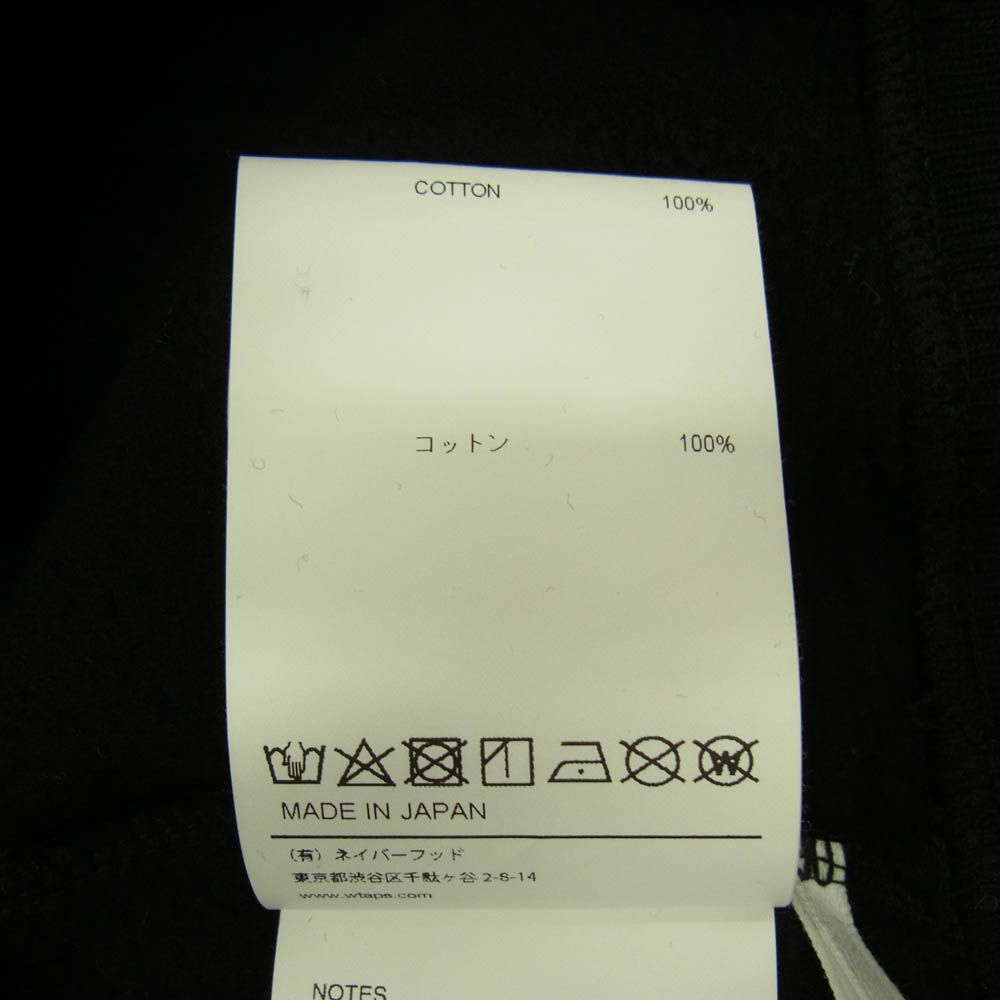 COTTON 100%
コットン 100%
W
MADE IN JAPAN
(有) ネイバーフッド
東京都渋谷区千駄ヶ谷 2-8-14
www.wtaps.com
NOTES